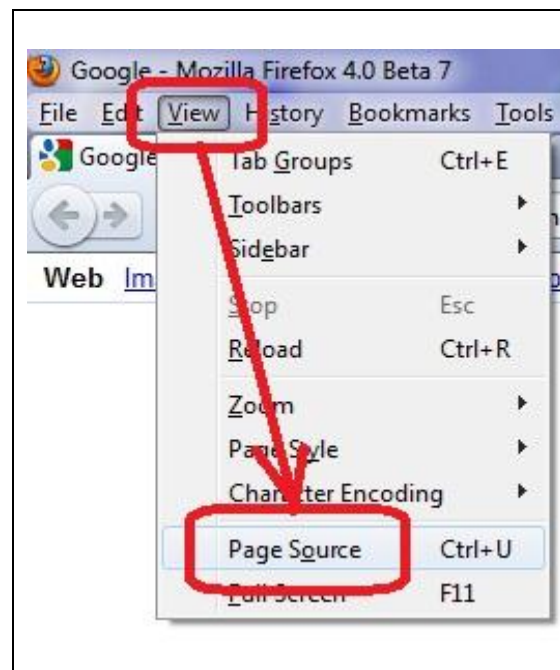 Google - Mozilla Firefox 4.0 Beta 7
File Edit View History Bookmarks Tools
Google
Tab Groups Ctrl+E
Toolbars
Sidebar
Web
Stop Esc
Reload Ctrl+R
Zoom
Page Style
Character Encoding
Page Source Ctrl+U
Full Screen F11